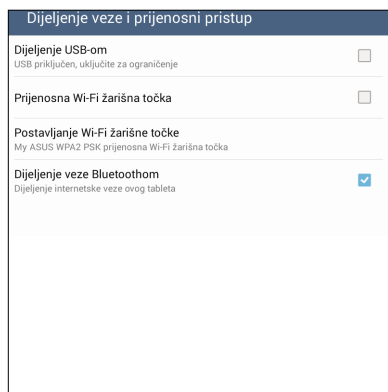 Dijeljenje veze i prijenosni pristup
Dijeljenje USB-om
USB priključen, uključite za ograničenje
Prijenosna Wi-Fi žarišna točka
Postavljanje Wi-Fi žarišne točke
My ASUS WPA2 PSK prijenosna Wi-Fi žarišna točka
Dijeljenje veze Bluetoothom
Dijeljenje internetske veze ovog tableta